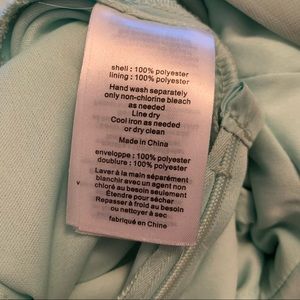 shell : 100% polyester
lining : 100% polyester
Hand wash separately
only non-chlorine bleach
as needed
Line dry
Cool iron as needed
or dry clean
Made in China
enveloppe : 100% polyester
doublure : 100% polyester
Laver à la main séparément
blanchir avec un agent non
chloré au besoin seulement
Étendre pour sécher
Repasser à froid au besoin
ou nettoyer à sec
fabriqué en Chine
v